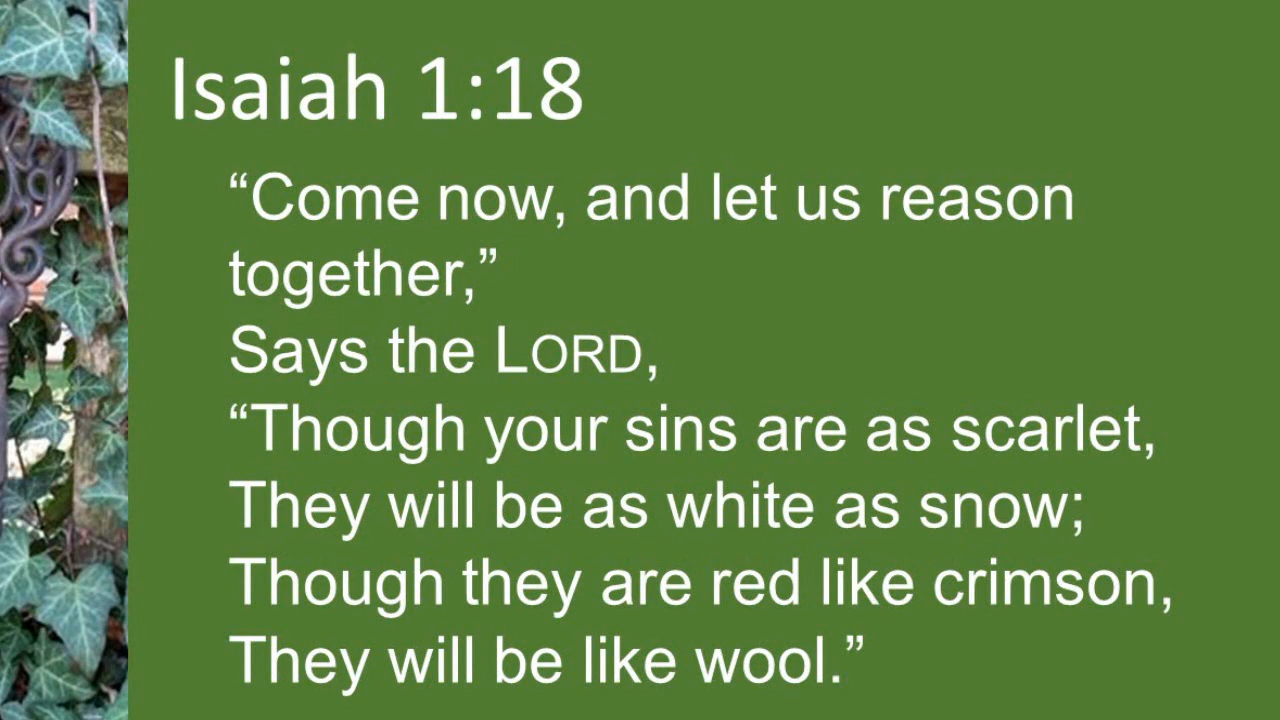 Isaiah 1:18
“Come now, and let us reason
together,”
Says the LORD,
“Though your sins are as scarlet,
They will be as white as snow;
Though they are red like crimson,
They will be like wool.”